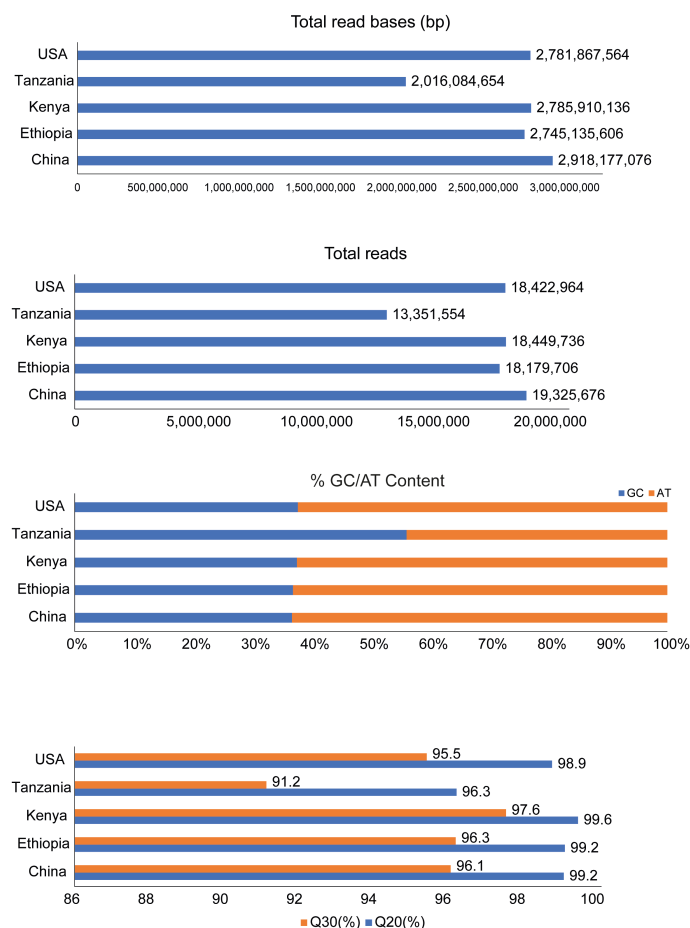 Total read bases (bp)
USA 2,781,867,564
Tanzania 2,016,084,654
Kenya 2,785,910,136
Ethiopia 2,745,135,606
China 2,918,177,076
0 500,000,000 1,000,000,000 1,500,000,000 2,000,000,000 2,500,000,000 3,000,000,000
Total reads
USA 18,422,964
Tanzania 13,351,554
Kenya 18,449,736
Ethiopia 18,179,706
China 19,325,676
0 5,000,000 10,000,000 15,000,000 20,000,000
% GC/AT Content
GC AT
USA
Tanzania
Kenya
Ethiopia
China
0% 10% 20% 30% 40% 50% 60% 70% 80% 90% 100%
USA 95.5 98.9
Tanzania 91.2 96.3
Kenya 97.6 99.6
Ethiopia 96.3 99.2
China 96.1 99.2
86 88 90 92 94 96 98 100
Q30(%) Q20(%)